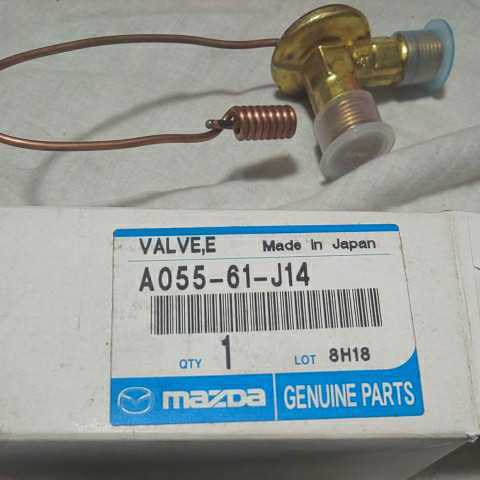 VALVE,E Made in Japan
A055-61-J14
QTY 1 LOT 8H18
mazda GENUINE PARTS